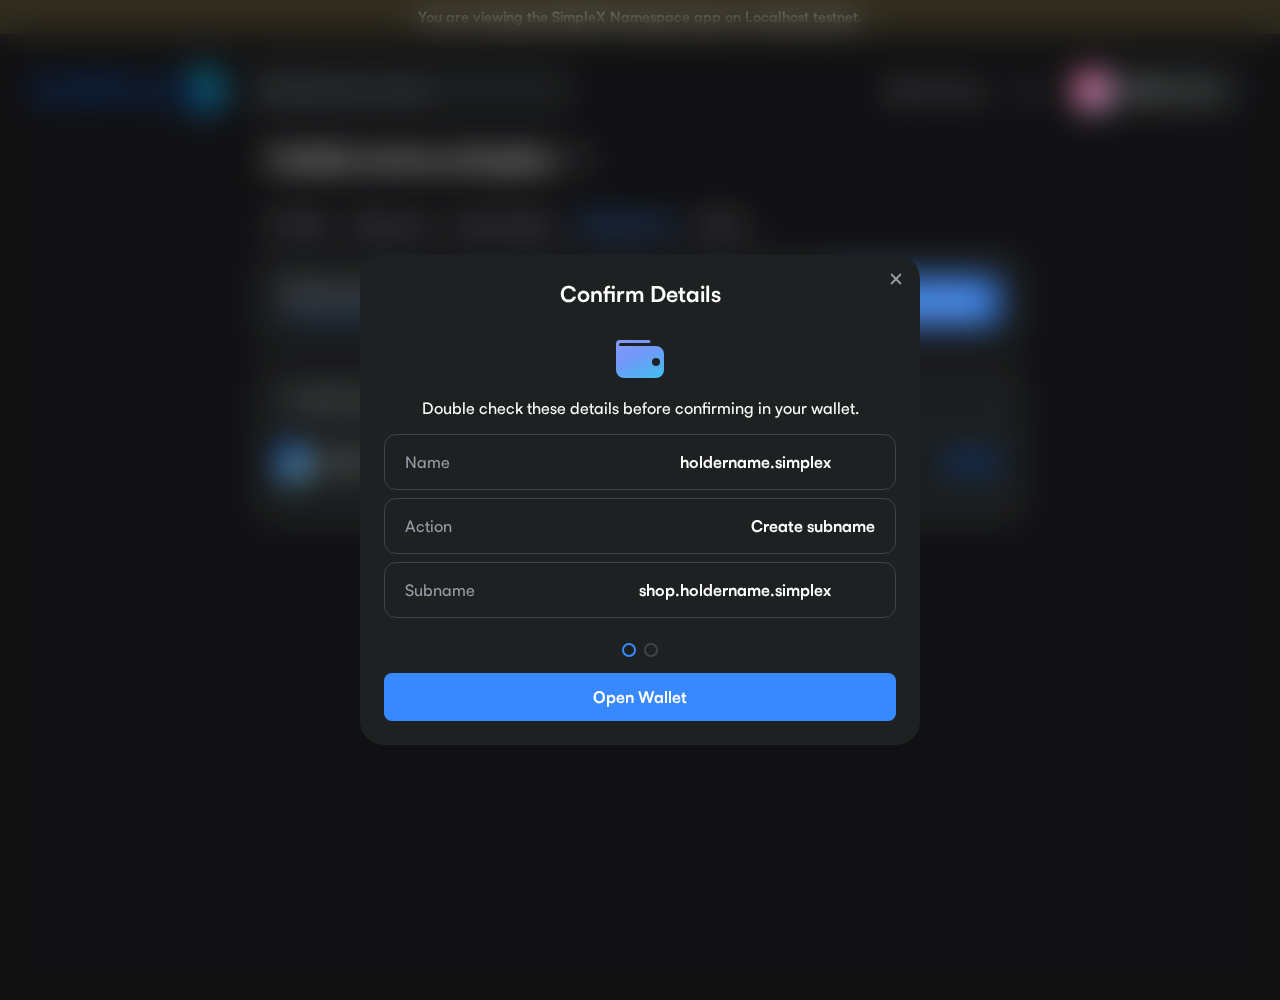 You are viewing the SimpleX Namespace app on Localhost testnet.
Confirm Details
Double check these details before confirming in your wallet.
Name holdername.simplex
Action Create subname
Subname shop.holdername.simplex
Open Wallet